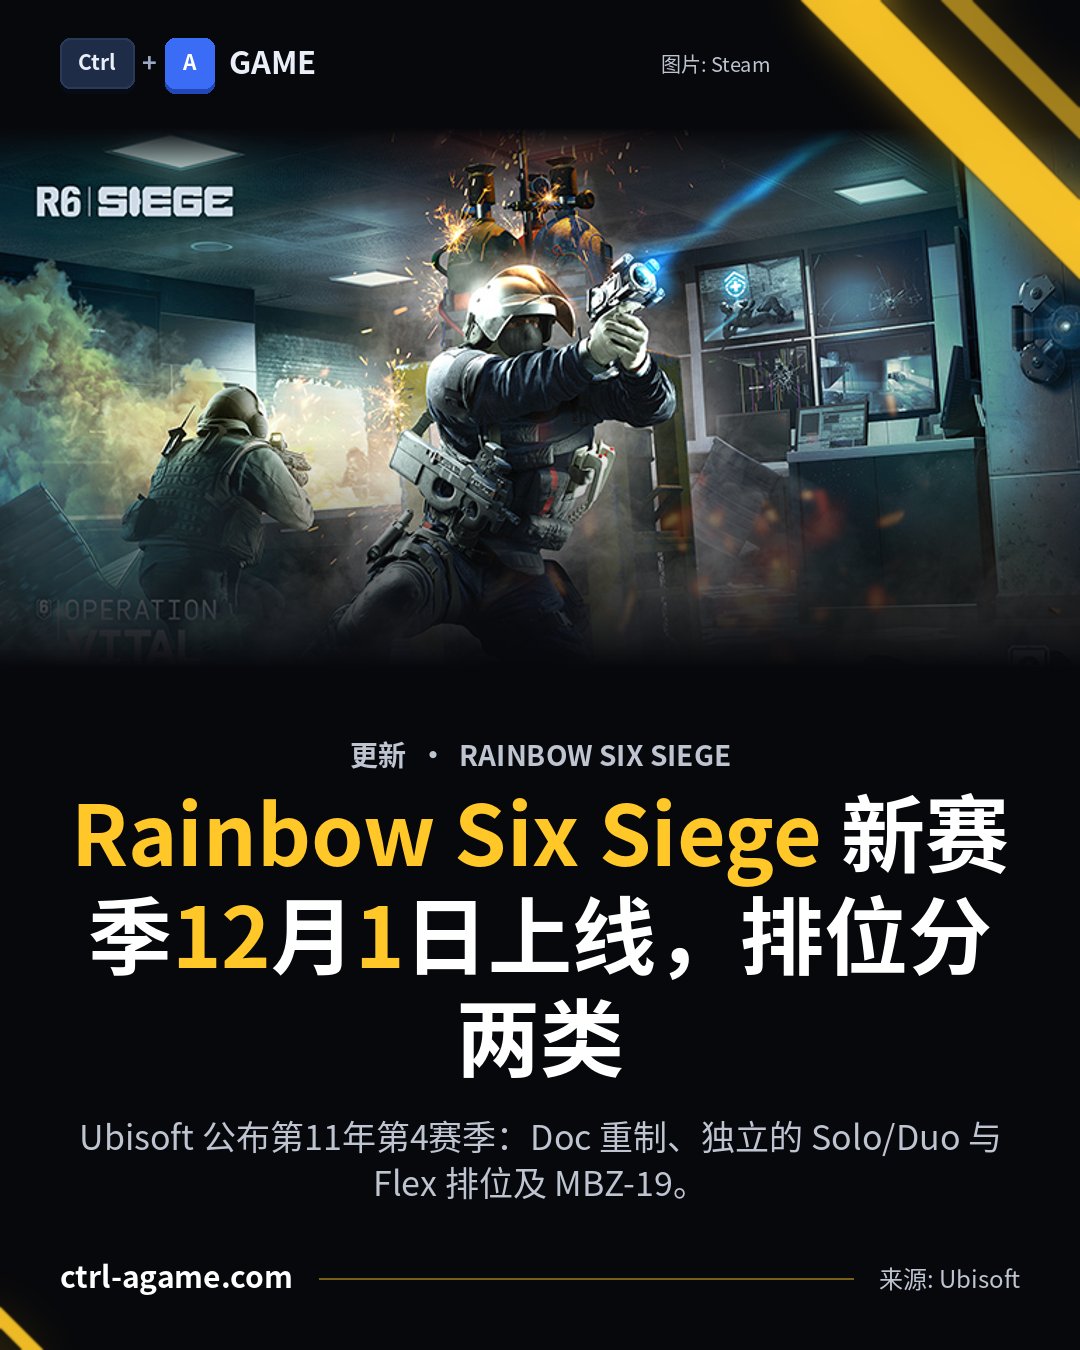 Ctrl + A GAME
图片: Steam
R6 SIEGE
OPERATION
VITAL
更新 · RAINBOW SIX SIEGE
Rainbow Six Siege 新赛
季12月1日上线，排位分
两类
Ubisoft 公布第11年第4赛季：Doc 重制、独立的 Solo/Duo 与
Flex 排位及 MBZ-19。
ctrl-agame.com
来源: Ubisoft